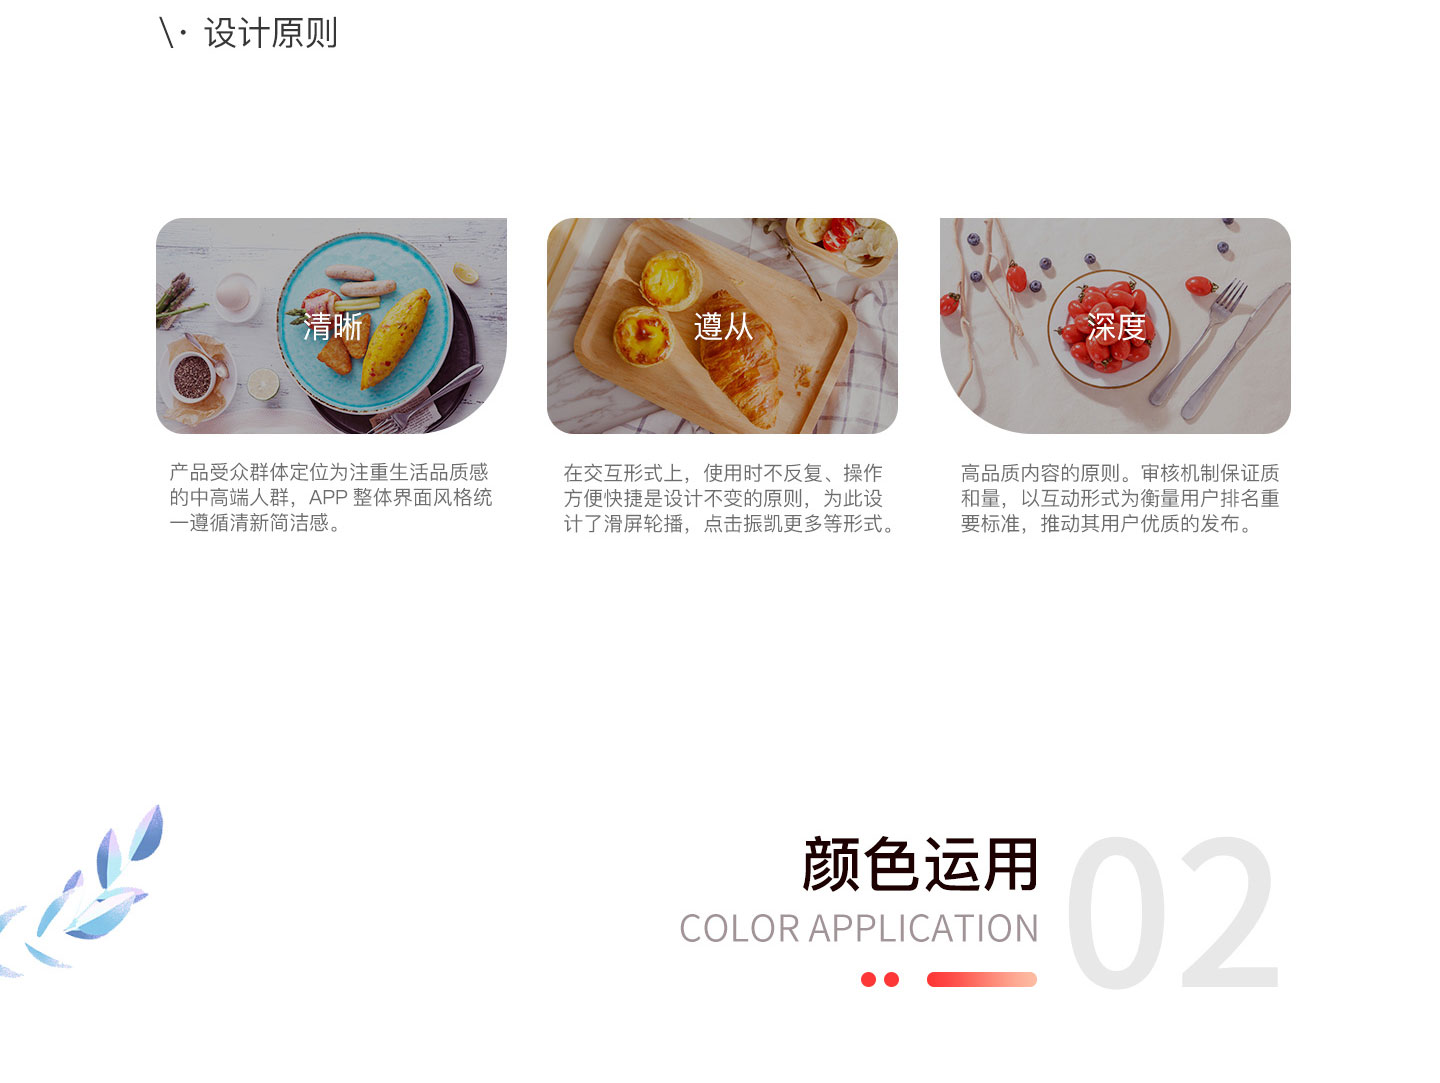 \· 设计原则
清晰
遵从
深度
产品受众群体定位为注重生活品质感
的中高端人群，APP 整体界面风格统
一遵循清新简洁感。
在交互形式上，使用时不反复、操作
方便快捷是设计不变的原则，为此设
计了滑屏轮播，点击振凯更多等形式。
高品质内容的原则。审核机制保证质
和量，以互动形式为衡量用户排名重
要标准，推动其用户优质的发布。
颜色运用
COLOR APPLICATION
02